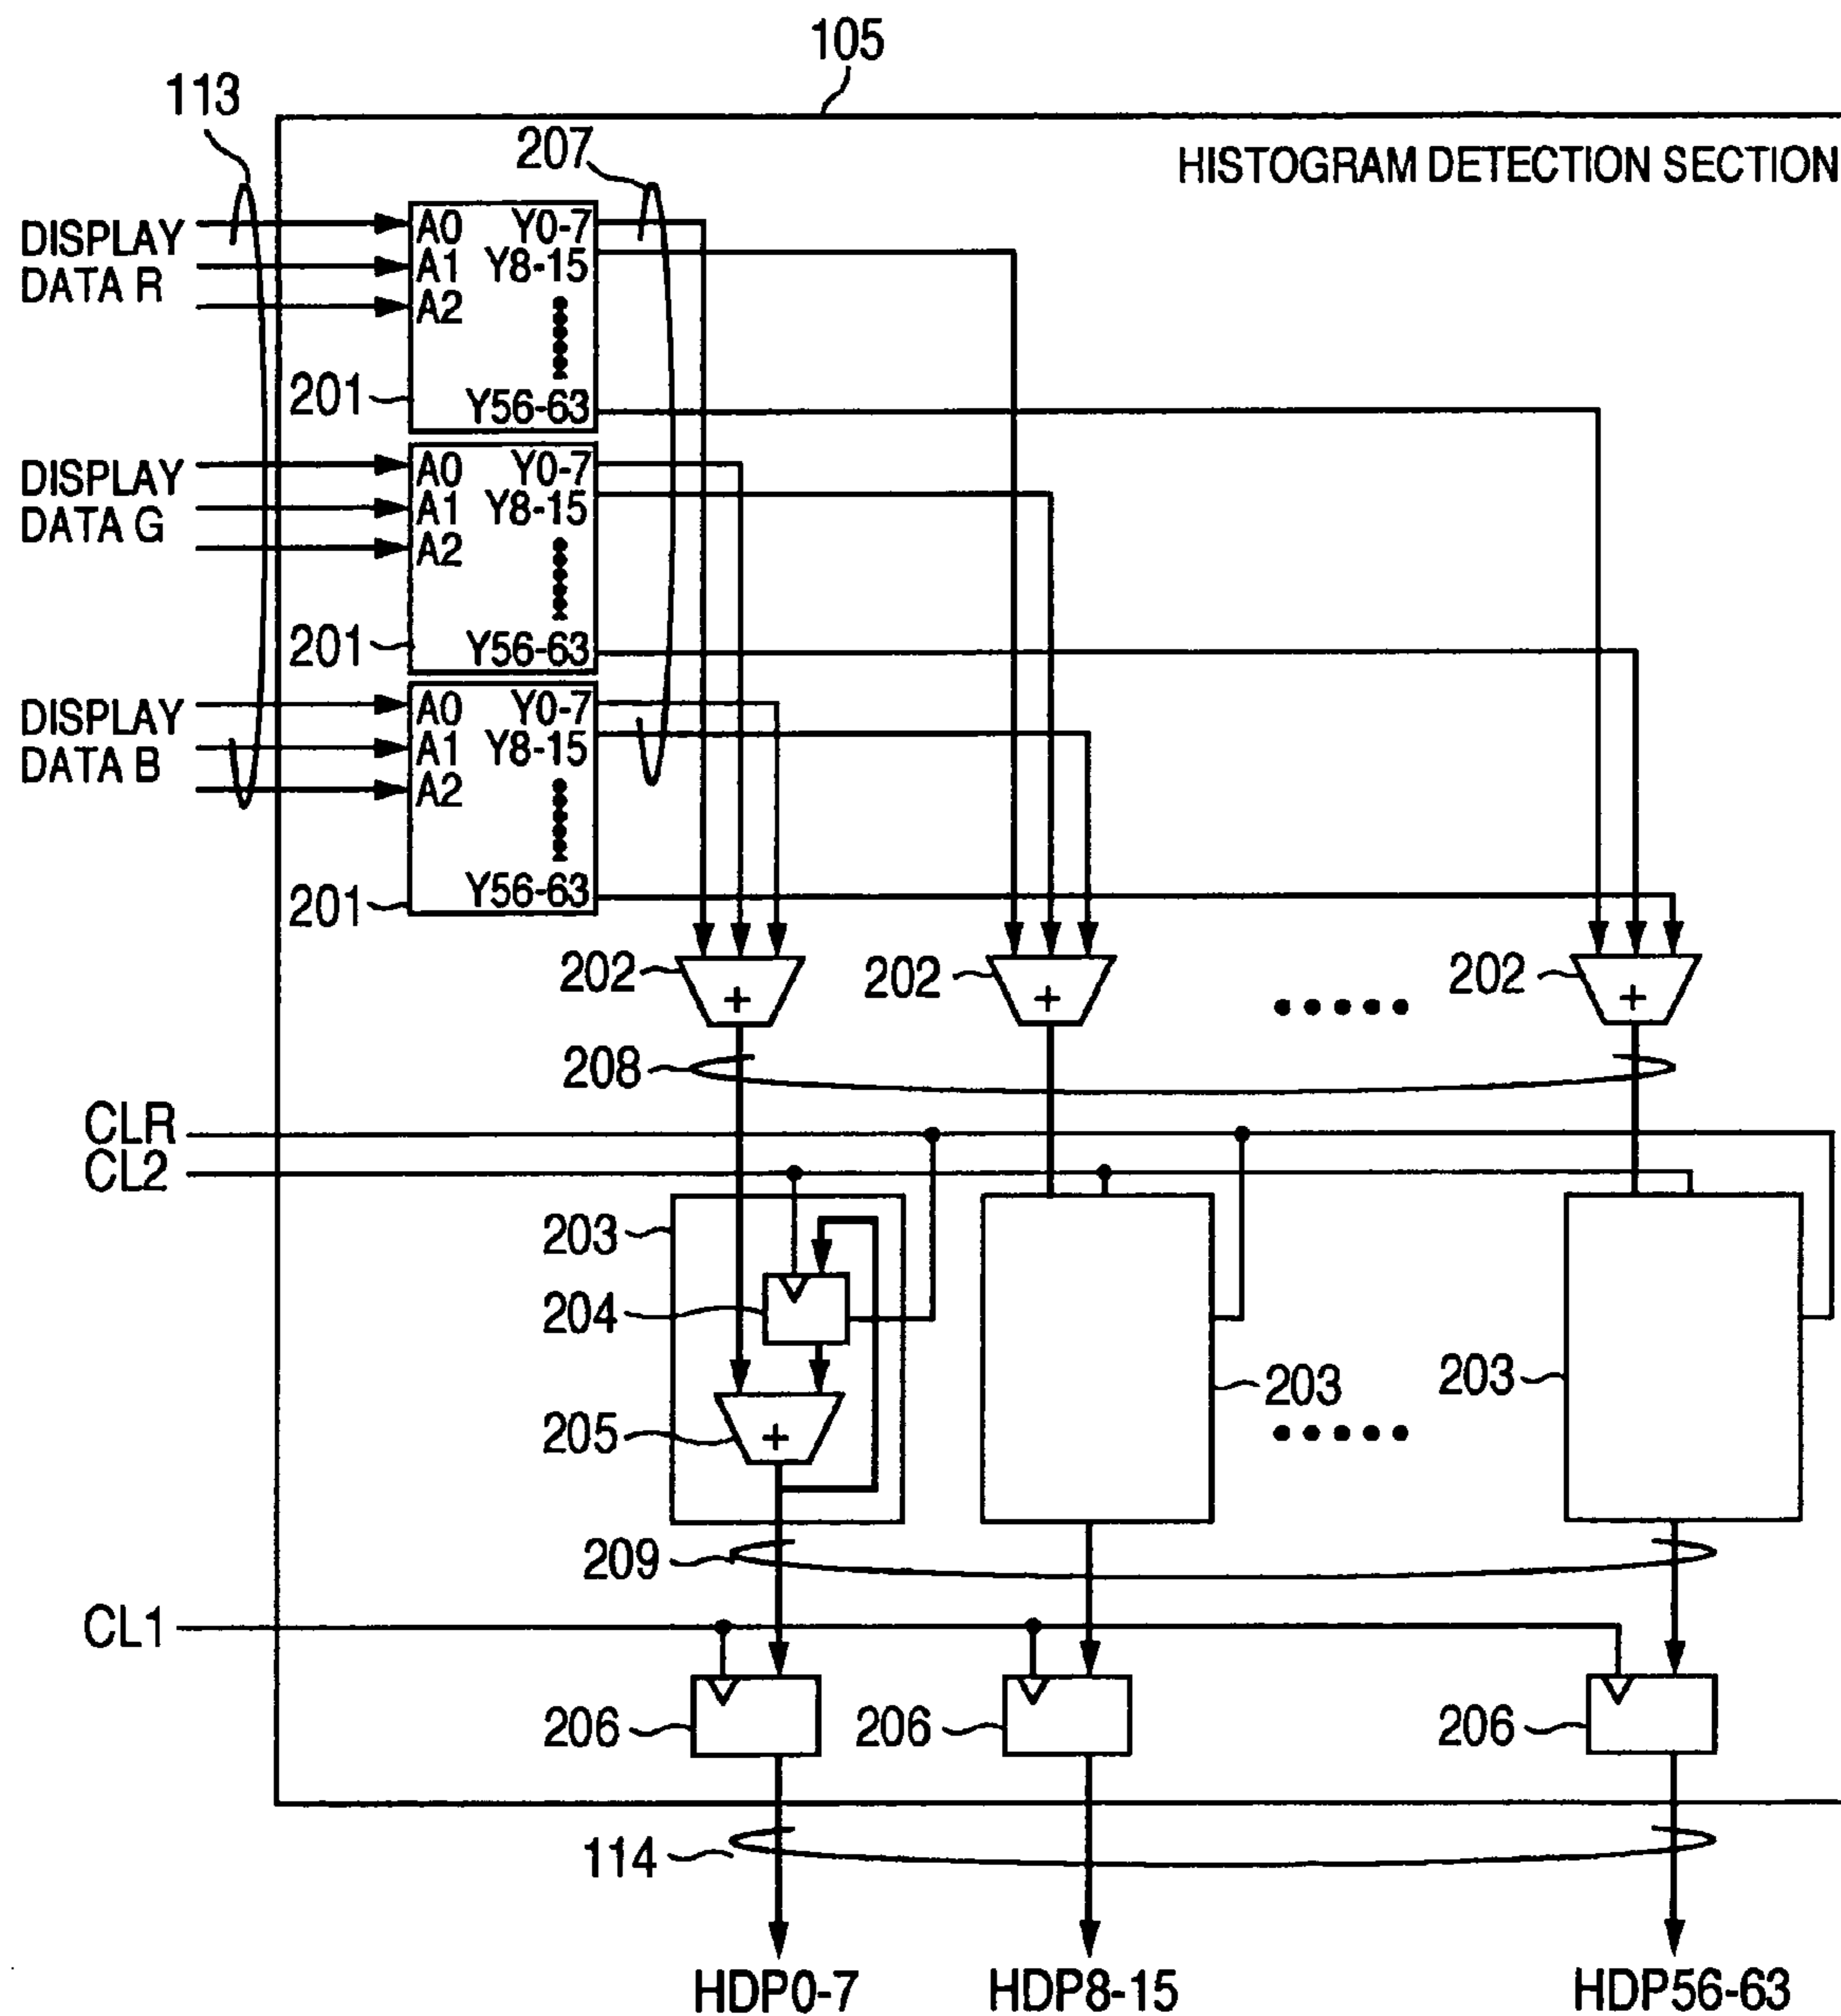 105
113
207
HISTOGRAM DETECTION SECTION
DISPLAY
DATA R
A0 Y0-7
A1 Y8-15
A2
201
Y56-63
DISPLAY
DATA G
A0 Y0-7
A1 Y8-15
A2
201
Y56-63
DISPLAY
DATA B
A0 Y0-7
A1 Y8-15
A2
201
Y56-63
202 202 202
+ + +
208
CLR
CL2
203
204
203 203
205
+
209
CL1
206 206 206
114
HDP0-7 HDP8-15 HDP56-63